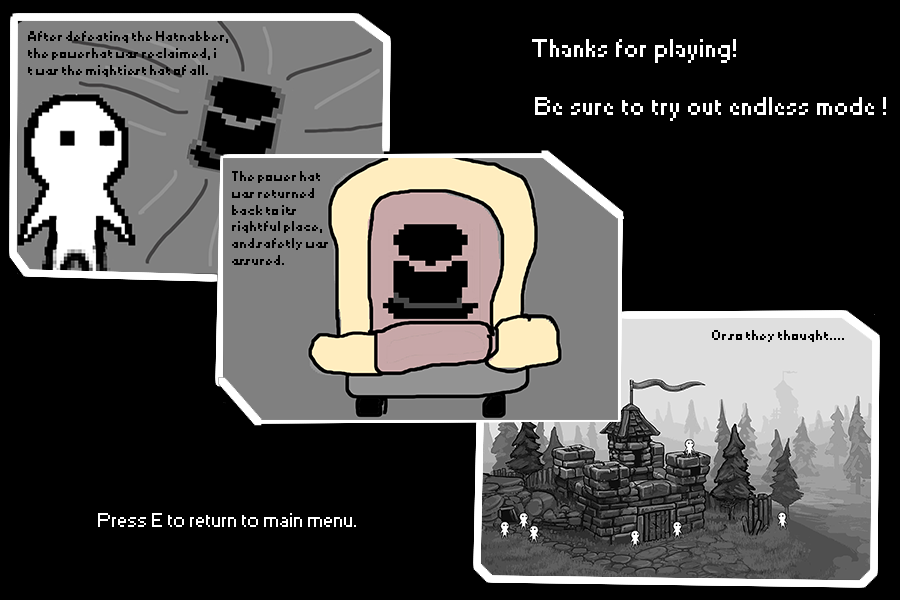 After defeating the Hatnabber,
the powerhat was reclaimed, i
t was the mightiest hat of all.
Thanks for playing!
Be sure to try out endless mode !
The power hat
was returned
back to its
rightful place,
and safetly was
assured.
Or so they thought....
Press E to return to main menu.